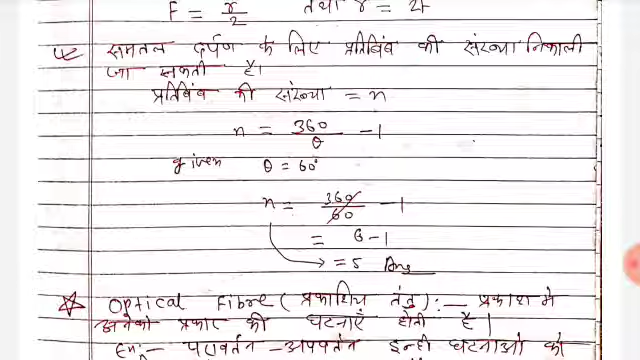 F = r/2 तथा r = 2f
समतल दर्पण के लिए प्रतिबिंब की संख्या निकाली
जा सकती है।
प्रतिबिंब की संख्या = n
n = 360/θ - 1
given θ = 60°
n = 360/60 - 1
= 6 - 1
= 5 Ans
☆ Optical Fibre (प्रकाशिय तंतु) :— प्रकाश मे
अनेको प्रकार की घटनाएँ होती है।
Ex:- परावर्तन - अपवर्तन इन्ही घटनाओ को